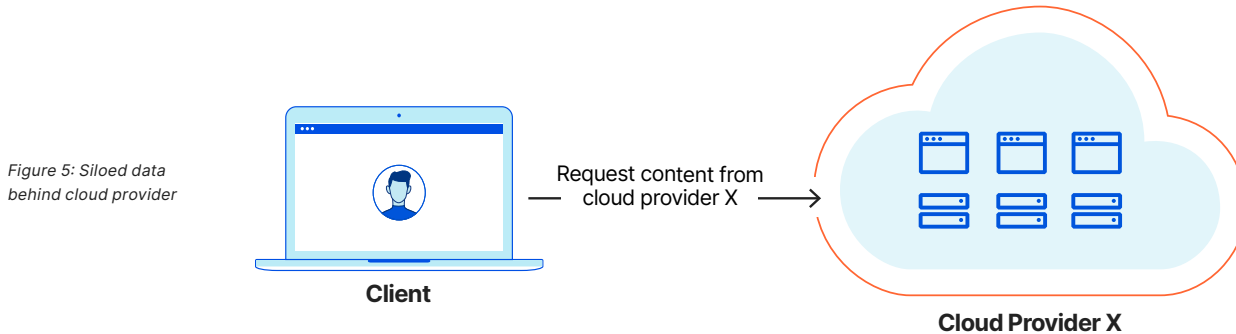 Figure 5: Siloed data
behind cloud provider
Request content from
cloud provider X
Client
Cloud Provider X